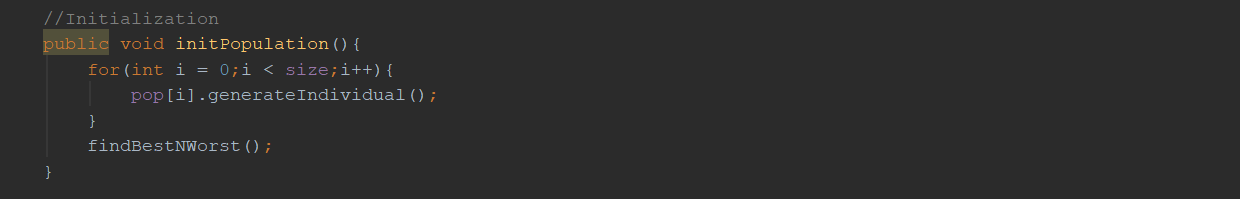 //Initialization
public void initPopulation(){
for(int i = 0;i < size;i++){
pop[i].generateIndividual();
}
findBestNWorst();
}